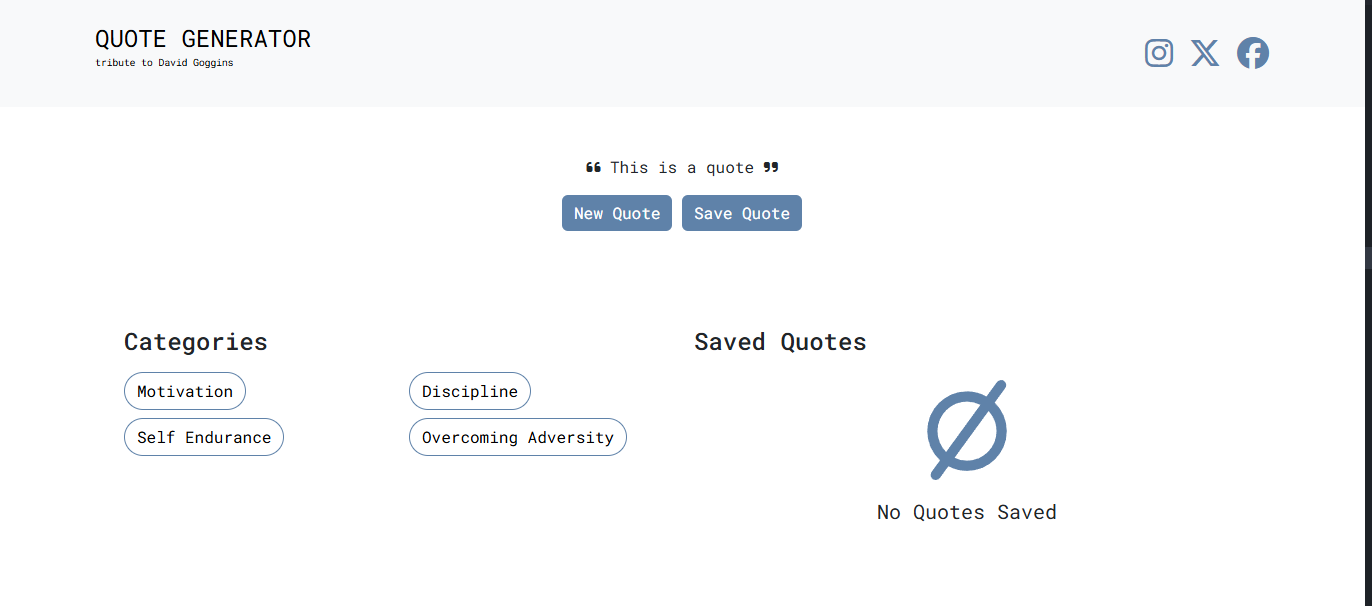 QUOTE GENERATOR
tribute to David Goggins
❝ This is a quote ❞
New Quote Save Quote
Categories
Motivation Discipline
Self Endurance Overcoming Adversity
Saved Quotes
No Quotes Saved